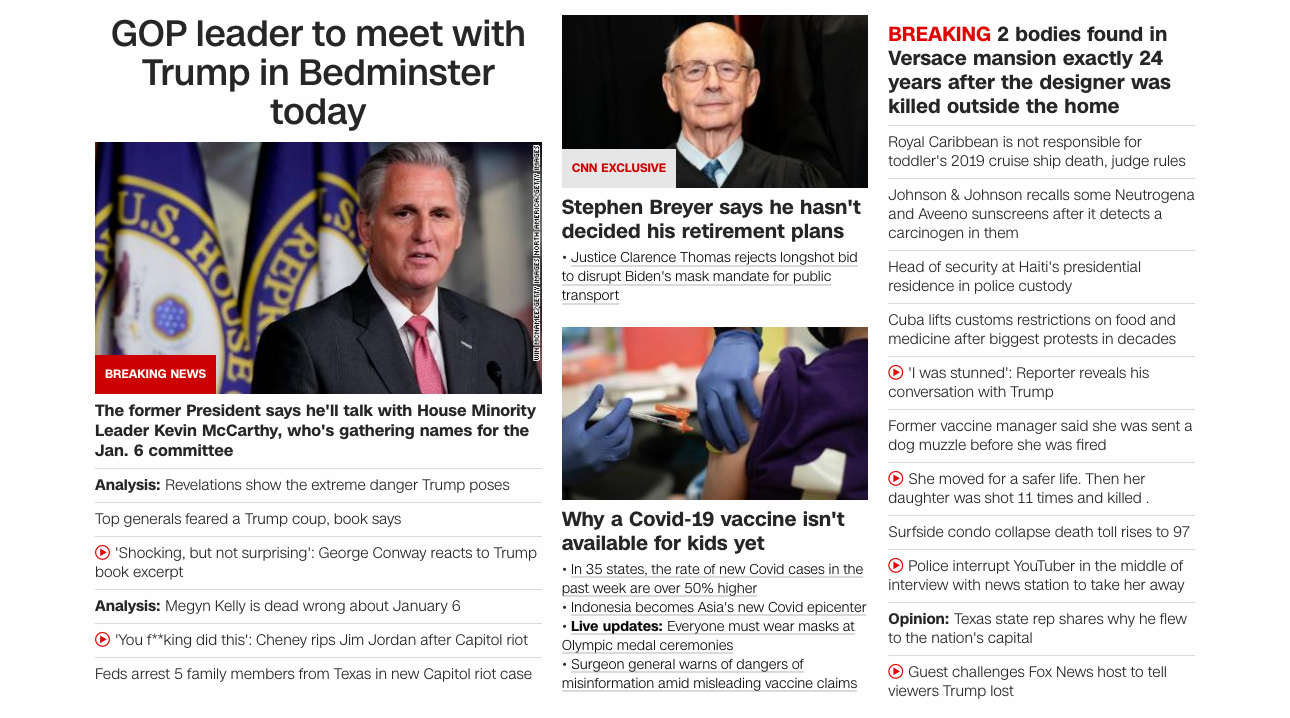 GOP leader to meet with
Trump in Bedminster
today
U.S. HOUSE
REP
WIN MCNAMEE/GETTY IMAGES NORTH AMERICA/GETTY IMAGES
BREAKING NEWS
The former President says he'll talk with House Minority
Leader Kevin McCarthy, who's gathering names for the
Jan. 6 committee
Analysis: Revelations show the extreme danger Trump poses
Top generals feared a Trump coup, book says
'Shocking, but not surprising': George Conway reacts to Trump
book excerpt
Analysis: Megyn Kelly is dead wrong about January 6
'You f**king did this': Cheney rips Jim Jordan after Capitol riot
Feds arrest 5 family members from Texas in new Capitol riot case
CNN EXCLUSIVE
Stephen Breyer says he hasn't
decided his retirement plans
• Justice Clarence Thomas rejects longshot bid
to disrupt Biden's mask mandate for public
transport
Why a Covid-19 vaccine isn't
available for kids yet
• In 35 states, the rate of new Covid cases in the
past week are over 50% higher
• Indonesia becomes Asia's new Covid epicenter
• Live updates: Everyone must wear masks at
Olympic medal ceremonies
• Surgeon general warns of dangers of
misinformation amid misleading vaccine claims
BREAKING 2 bodies found in
Versace mansion exactly 24
years after the designer was
killed outside the home
Royal Caribbean is not responsible for
toddler's 2019 cruise ship death, judge rules
Johnson & Johnson recalls some Neutrogena
and Aveeno sunscreens after it detects a
carcinogen in them
Head of security at Haiti's presidential
residence in police custody
Cuba lifts customs restrictions on food and
medicine after biggest protests in decades
'I was stunned': Reporter reveals his
conversation with Trump
Former vaccine manager said she was sent a
dog muzzle before she was fired
She moved for a safer life. Then her
daughter was shot 11 times and killed .
Surfside condo collapse death toll rises to 97
Police interrupt YouTuber in the middle of
interview with news station to take her away
Opinion: Texas state rep shares why he flew
to the nation's capital
Guest challenges Fox News host to tell
viewers Trump lost